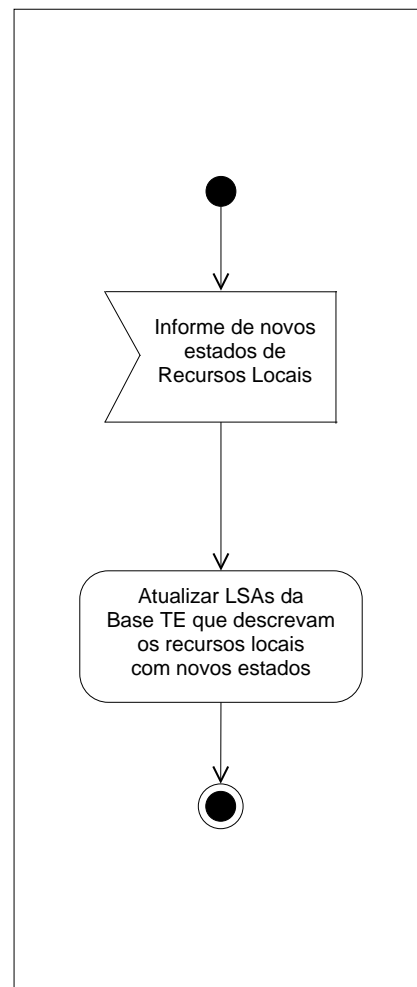 Informe de novos
estados de
Recursos Locais
Atualizar LSAs da
Base TE que descrevam
os recursos locais
com novos estados